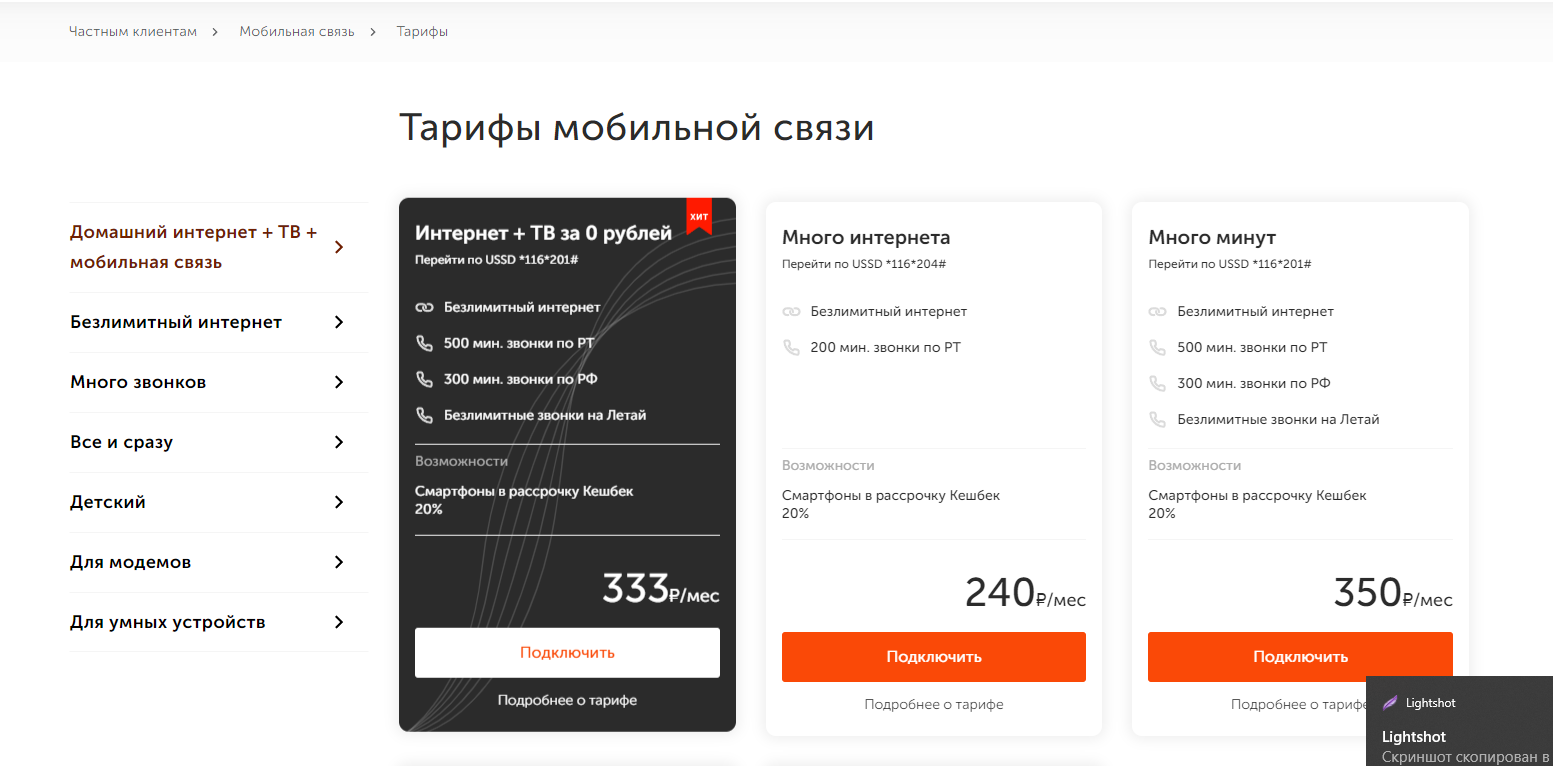 Частным клиентам
Мобильная связь
Тарифы
Тарифы мобильной связи
Домашний интернет + ТВ +
мобильная связь
Безлимитный интернет
Много звонков
Все и сразу
Детский
Для модемов
Для умных устройств
ХИТ
Интернет + ТВ за 0 рублей
Перейти по USSD *116*201#
Безлимитный интернет
500 мин. звонки по РТ
300 мин. звонки по РФ
Безлимитные звонки на Летай
Возможности
Смартфоны в рассрочку Кешбек
20%
333₽/мес
Подключить
Подробнее о тарифе
Много интернета
Перейти по USSD *116*204#
Безлимитный интернет
200 мин. звонки по РТ
Возможности
Смартфоны в рассрочку Кешбек
20%
240₽/мес
Подключить
Подробнее о тарифе
Много минут
Перейти по USSD *116*201#
Безлимитный интернет
500 мин. звонки по РТ
300 мин. звонки по РФ
Безлимитные звонки на Летай
Возможности
Смартфоны в рассрочку Кешбек
20%
350₽/мес
Подключить
Подробнее о тарифе
Lightshot
Lightshot
Скриншот скопирован в